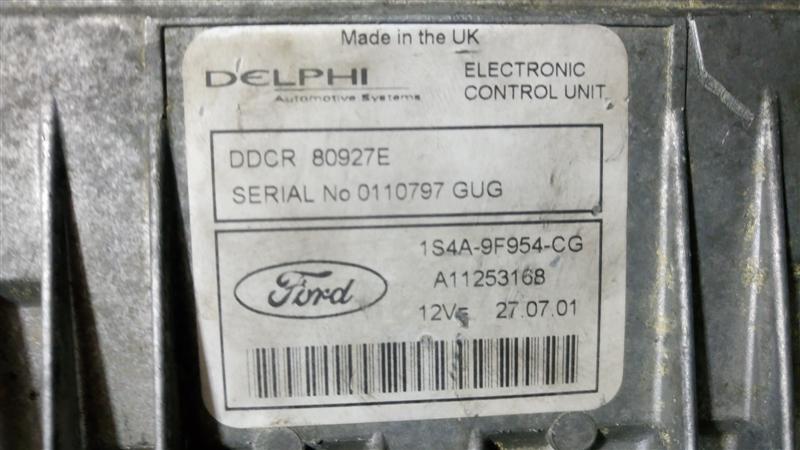 Made in the UK
DELPHI
Automotive Systems
ELECTRONIC
CONTROL UNIT
DDCR 80927E
SERIAL No 0110797 GUG
Ford
1S4A-9F954-CG
A11253168
12V 27.07.01